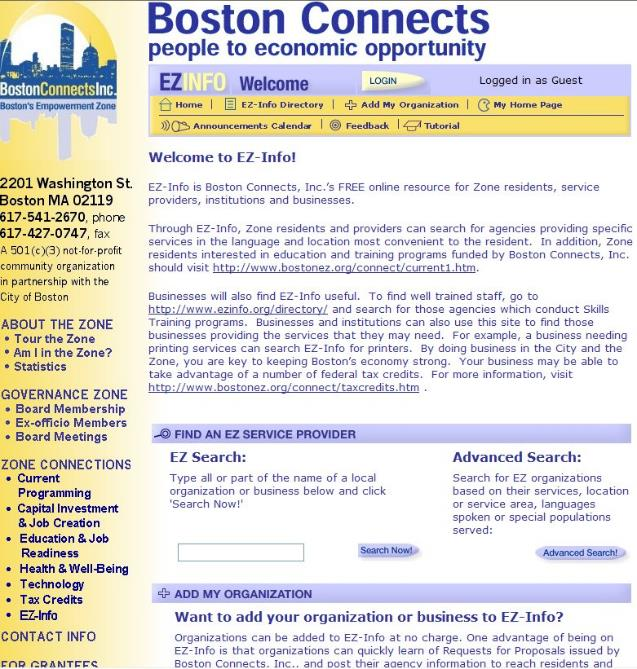 BostonConnectsInc.
Boston's Empowerment Zone
2201 Washington St.
Boston MA 02119
617-541-2670, phone
617-427-0747, fax
A 501(c)(3) not-for-profit
community organization
in partnership with the
City of Boston
ABOUT THE ZONE
• Tour the Zone
• Am I in the Zone?
• Statistics
GOVERNANCE ZONE
• Board Membership
• Ex-officio Members
• Board Meetings
ZONE CONNECTIONS
• Current
Programming
• Capital Investment
& Job Creation
• Education & Job
Readiness
• Health & Well-Being
• Technology
• Tax Credits
• EZ-Info
CONTACT INFO
FOR GRANTEES
Boston Connects
people to economic opportunity
EZINFO Welcome LOGIN Logged in as Guest
Home | EZ-Info Directory | Add My Organization | My Home Page
Announcements Calendar | Feedback | Tutorial
Welcome to EZ-Info!
EZ-Info is Boston Connects, Inc.'s FREE online resource for Zone residents, service
providers, institutions and businesses.
Through EZ-Info, Zone residents and providers can search for agencies providing specific
services in the language and location most convenient to the resident. In addition, Zone
residents interested in education and training programs funded by Boston Connects, Inc.
should visit http://www.bostonez.org/connect/current1.htm.
Businesses will also find EZ-Info useful. To find well trained staff, go to
http://www.ezinfo.org/directory/ and search for those agencies which conduct Skills
Training programs. Businesses and institutions can also use this site to find those
businesses providing the services that they may need. For example, a business needing
printing services can search EZ-Info for printers. By doing business in the City and the
Zone, you are key to keeping Boston's economy strong. Your business may be able to
take advantage of a number of federal tax credits. For more information, visit
http://www.bostonez.org/connect/taxcredits.htm .
FIND AN EZ SERVICE PROVIDER
EZ Search:
Type all or part of the name of a local
organization or business below and click
'Search Now!'
Search Now!
Advanced Search:
Search for EZ organizations
based on their services, location
or service area, languages
spoken or special populations
served:
Advanced Search!
ADD MY ORGANIZATION
Want to add your organization or business to EZ-Info?
Organizations can be added to EZ-Info at no charge. One advantage of being on
EZ-Info is that organizations can quickly learn of Requests for Proposals issued by
Boston Connects, Inc., and post their agency information to reach residents and